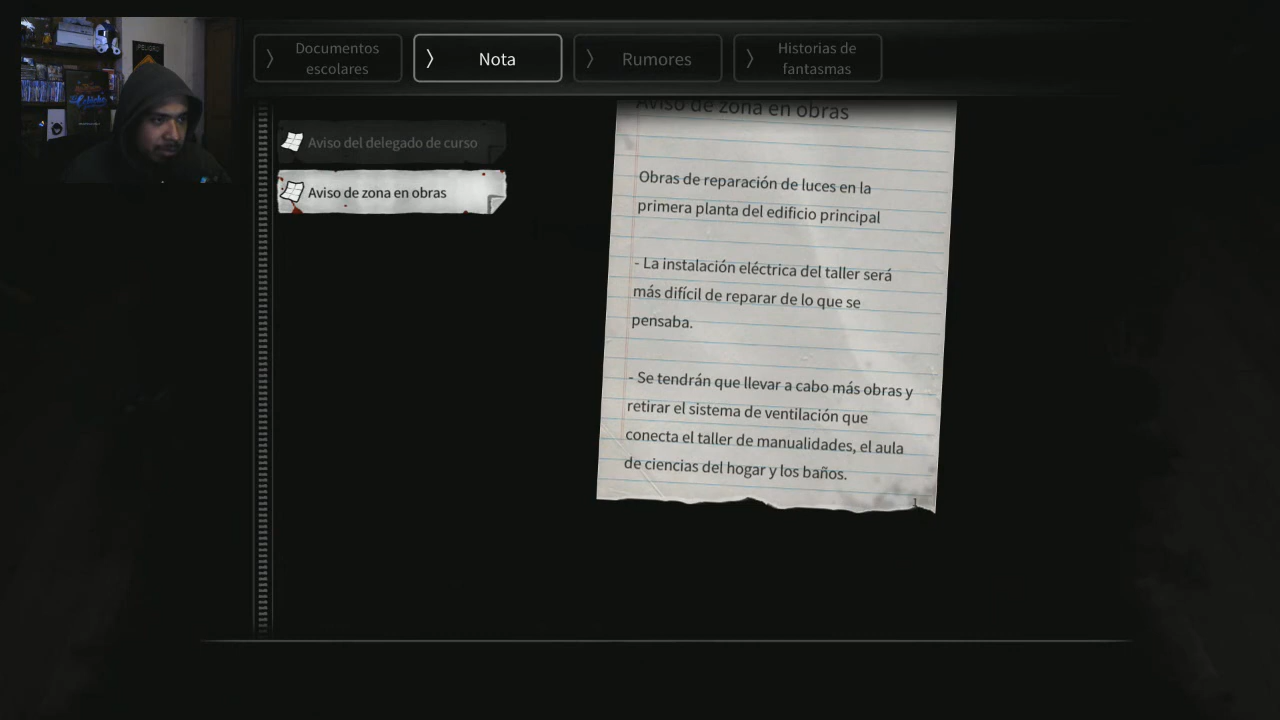 PELIGRO
Documentos
escolares
Nota
Rumores
Historias de
fantasmas
Aviso del delegado de curso
Aviso de zona en obras
Aviso de zona en obras
Obras de reparación de luces en la
primera planta del edificio principal
- La instalación eléctrica del taller será
más difícil de reparar de lo que se
pensaba.
- Se tendrán que llevar a cabo más obras y
retirar el sistema de ventilación que
conecta el taller de manualidades, el aula
de ciencias del hogar y los baños.
1